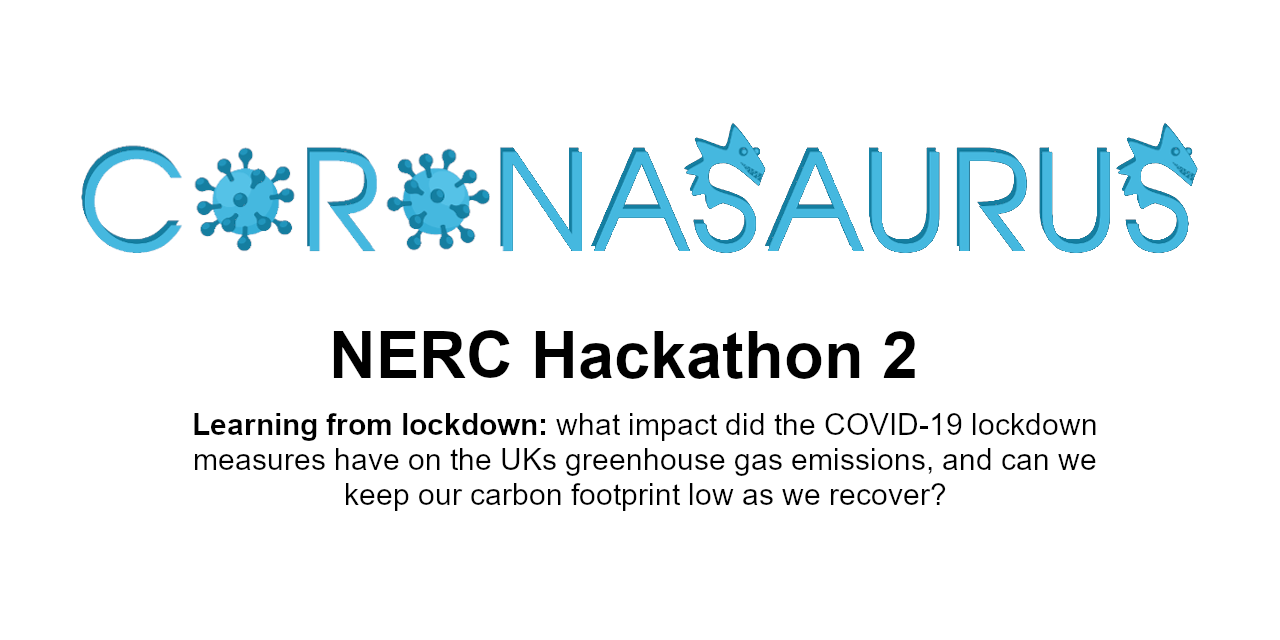 CORONASAURUS
NERC Hackathon 2
Learning from lockdown: what impact did the COVID-19 lockdown
measures have on the UKs greenhouse gas emissions, and can we
keep our carbon footprint low as we recover?